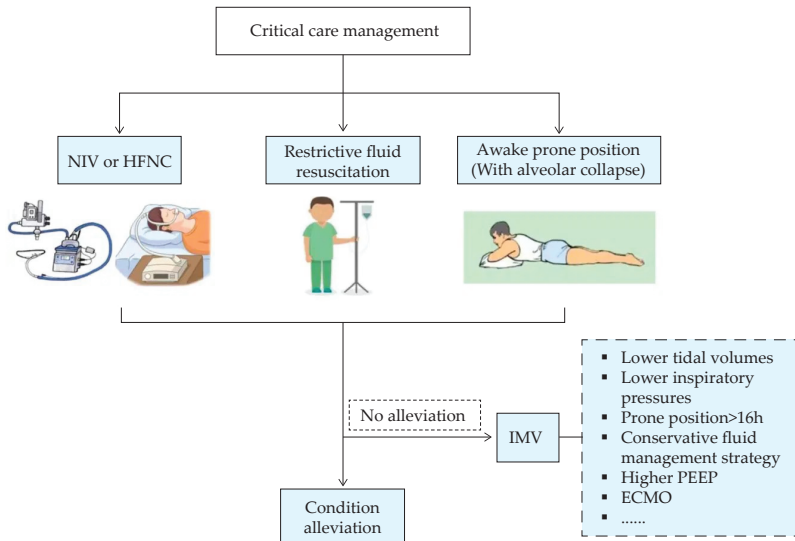 Critical care management
NIV or HFNC
Restrictive fluid
resuscitation
Awake prone position
(With alveolar collapse)
No alleviation
IMV
▪ Lower tidal volumes
▪ Lower inspiratory
pressures
▪ Prone position>16h
▪ Conservative fluid
management strategy
▪ Higher PEEP
▪ ECMO
▪ ......
Condition
alleviation